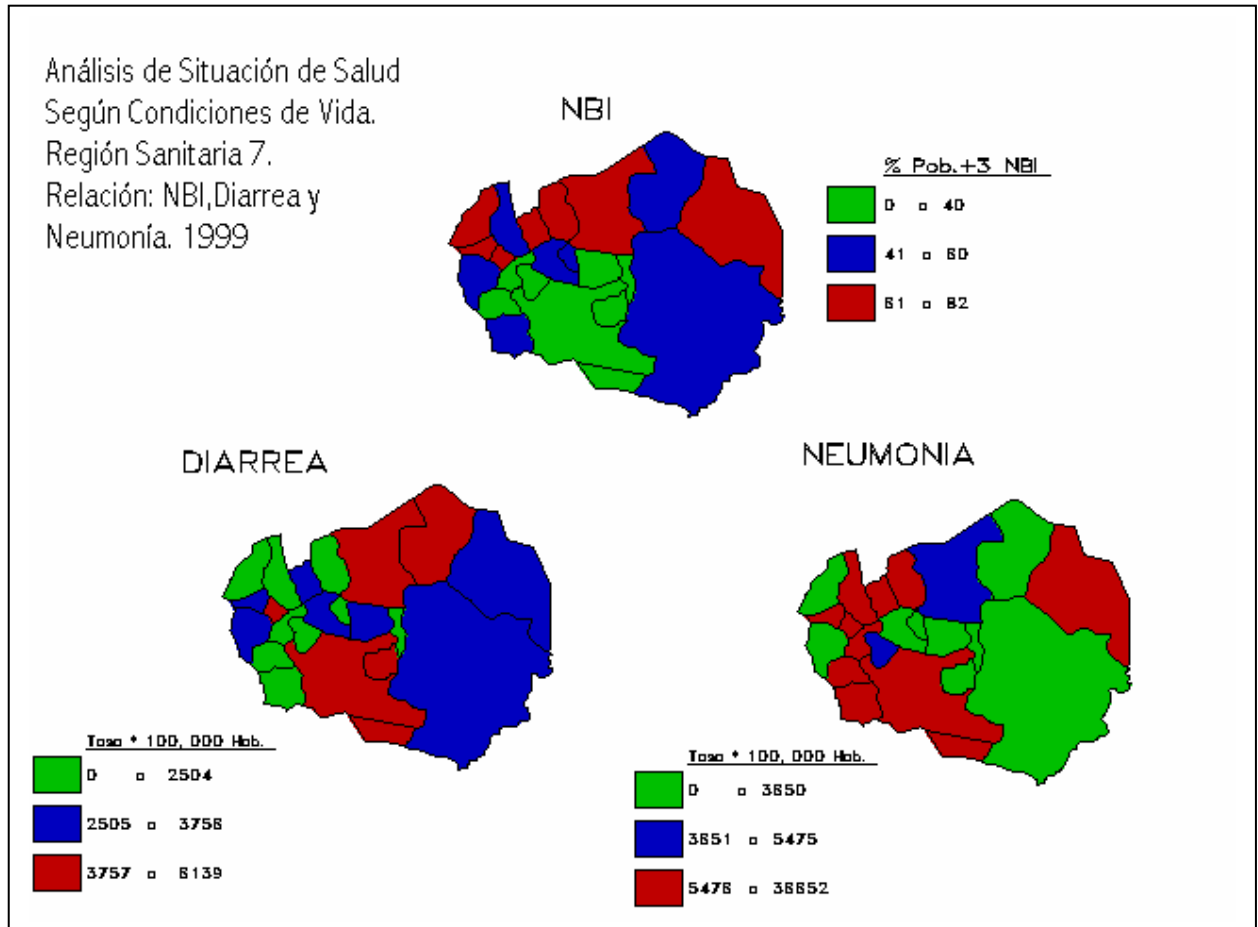 Análisis de Situación de Salud
Según Condiciones de Vida.
Región Sanitaria 7.
Relación: NBI,Diarrea y
Neumonía. 1999
NBI
% Pob.+3 NBI
0 a 40
41 a 60
61 a 82
DIARREA
Tasa * 100, 000 Hab.
0 a 2504
2505 a 3756
3757 a
NEUMONIA
Tasa * 100, 000 Hab.
0 a 3650
3651 a 5475
5476 a